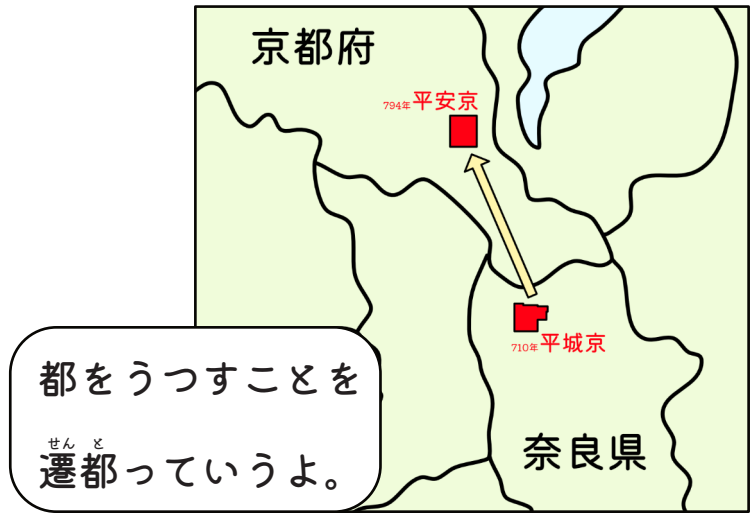 京都府
794年平安京
710年平城京
奈良県
都をうつすことを
せん と
遷都っていうよ。